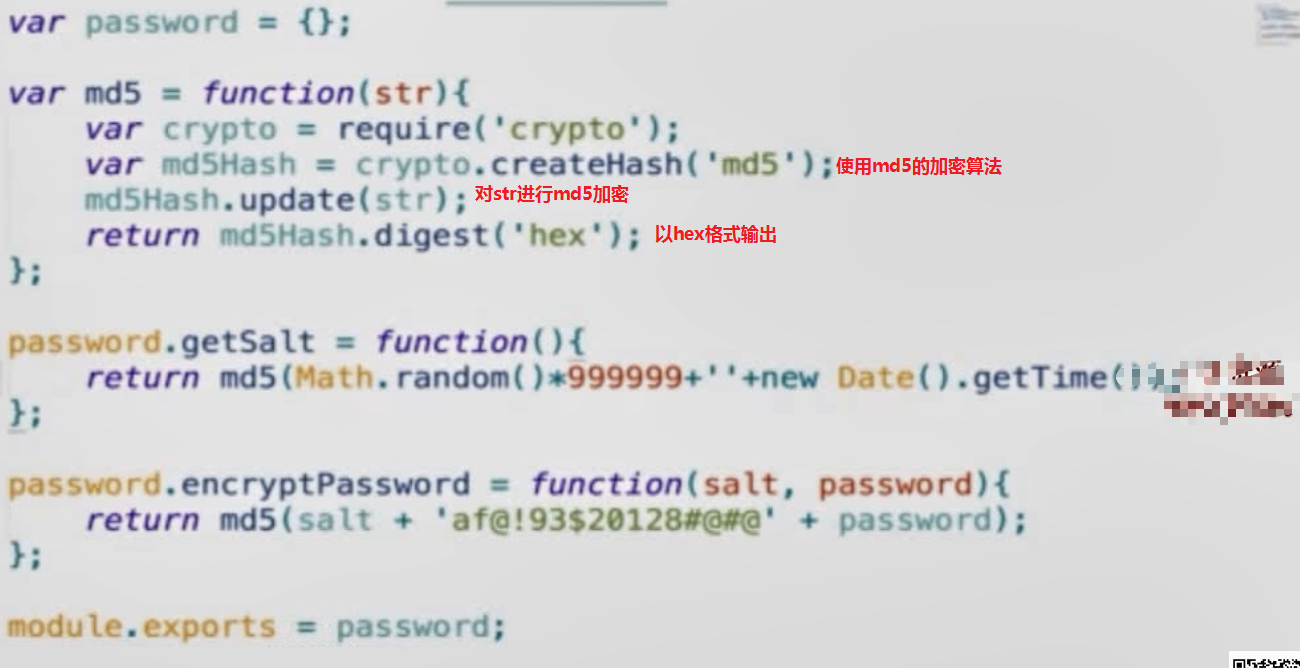 var password = {};
var md5 = function(str){
var crypto = require('crypto');
var md5Hash = crypto.createHash('md5');使用md5的加密算法
md5Hash.update(str); 对str进行md5加密
return md5Hash.digest('hex'); 以hex格式输出
};
password.getSalt = function(){
return md5(Math.random()*999999+''+new Date().getTime(
};
password.encryptPassword = function(salt, password){
return md5(salt + 'af@!93$20128#@#@' + password);
};
module.exports = password;